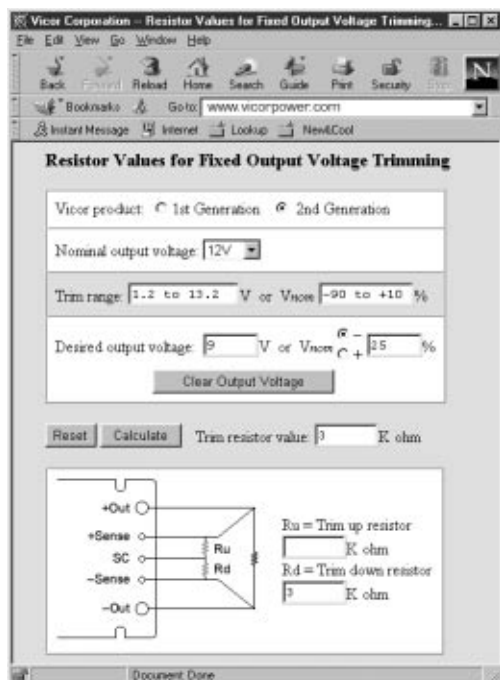 Vicor Corporation -- Resistor Values for Fixed Output Voltage Trimming...
File Edit View Go Window Help
Back Forward Reload Home Search Guide Print Security Stop
N
Bookmarks Go to: www.vicorpower.com
Instant Message Internet Lookup New&Cool
Resistor Values for Fixed Output Voltage Trimming
Vicor product: 1st Generation 2nd Generation
Nominal output voltage: 12V
Trim range: 1.2 to 13.2 V or Vnom -90 to +10 %
Desired output voltage: 9 V or Vnom - + 25 %
Clear Output Voltage
Reset Calculate Trim resistor value: 3 K ohm
+Out
+Sense
SC
-Sense
-Out
Ru
Rd
Ru = Trim up resistor
K ohm
Rd = Trim down resistor
3 K ohm
Document Done